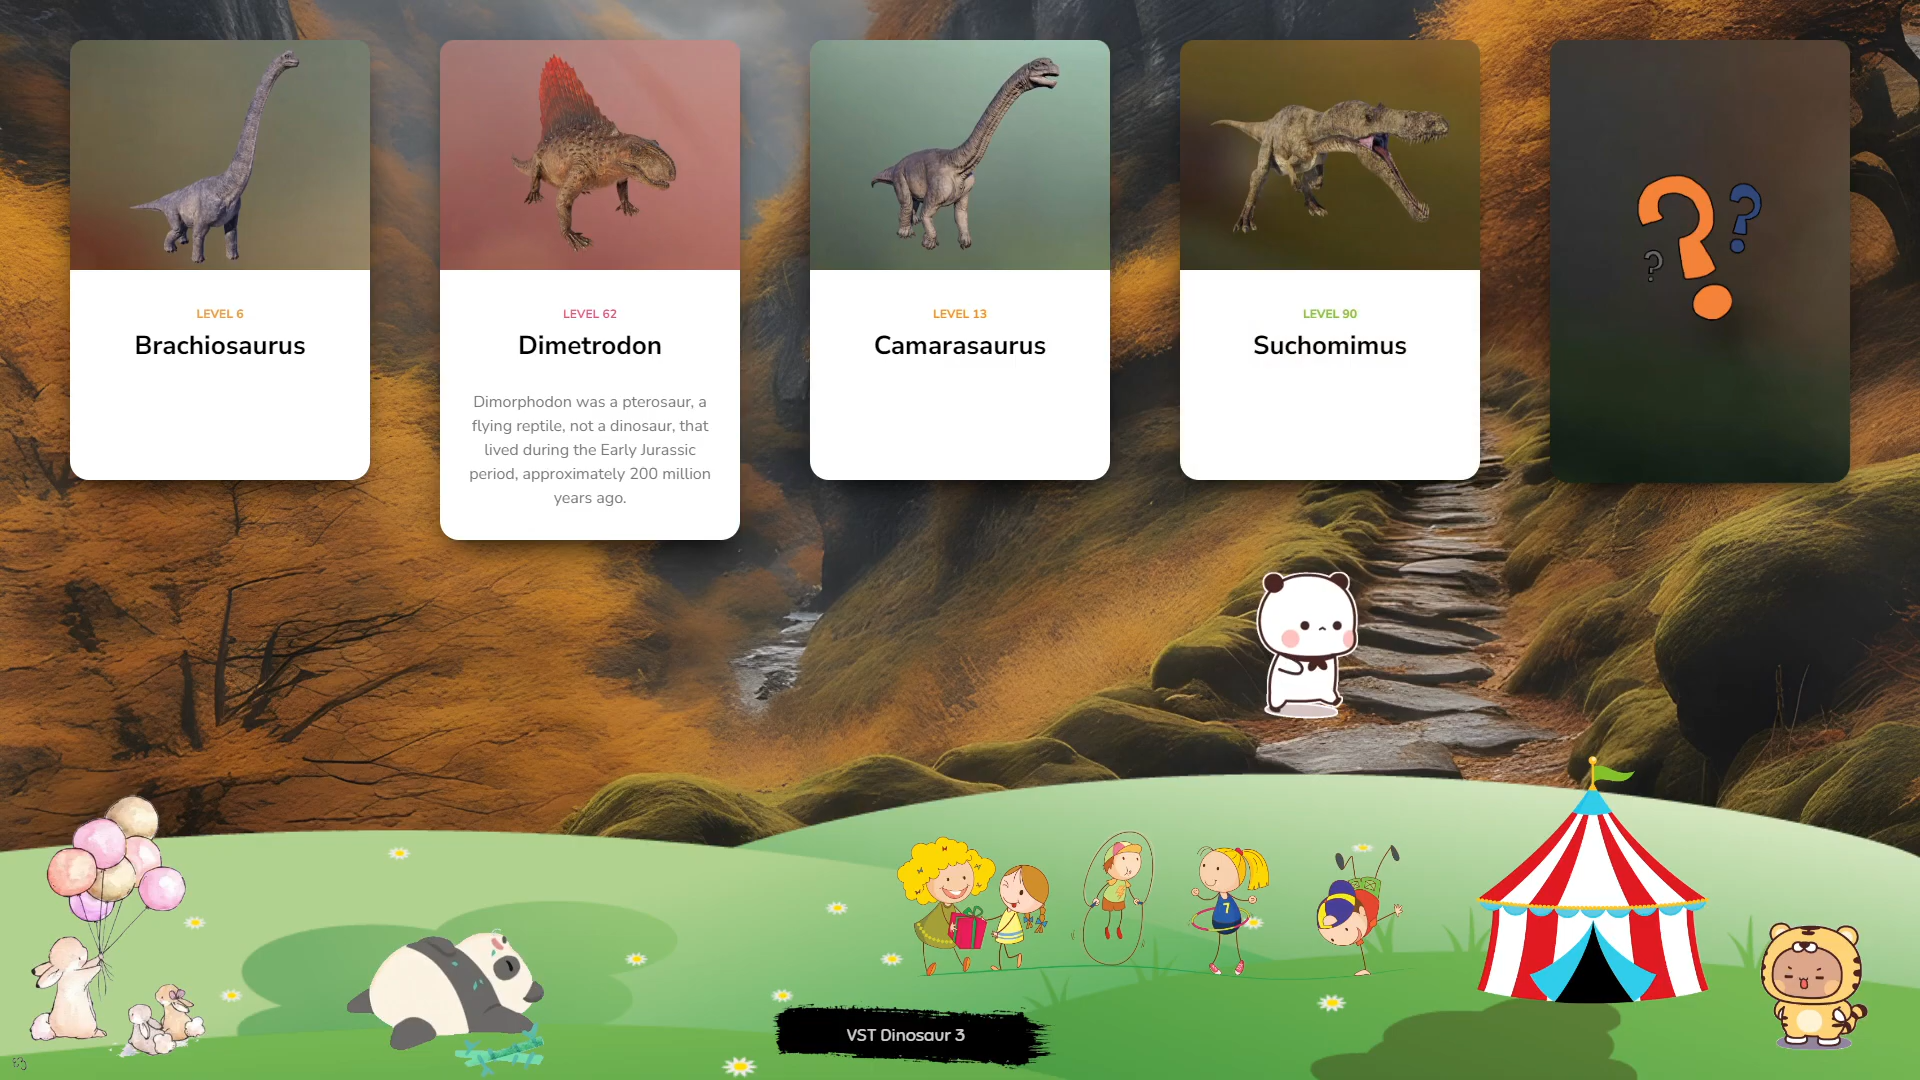 LEVEL 6
Brachiosaurus
LEVEL 62
Dimetrodon
Dimorphodon was a pterosaur, a
flying reptile, not a dinosaur, that
lived during the Early Jurassic
period, approximately 200 million
years ago.
LEVEL 13
Camarasaurus
LEVEL 90
Suchomimus
? ? ?
7
VST Dinosaur 3